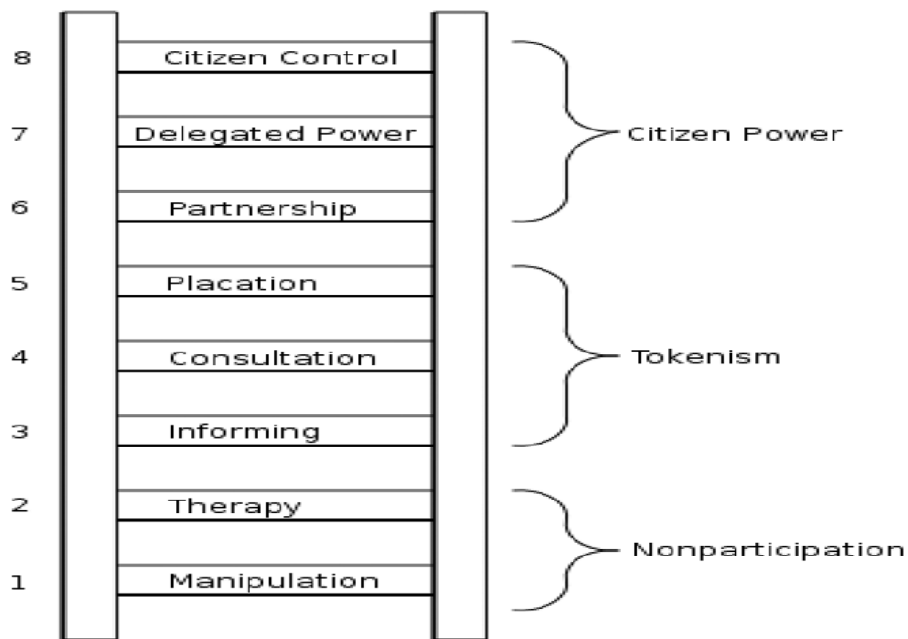 8 Citizen Control
7 Delegated Power Citizen Power
6 Partnership
5 Placation
4 Consultation Tokenism
3 Informing
2 Therapy
Nonparticipation
1 Manipulation